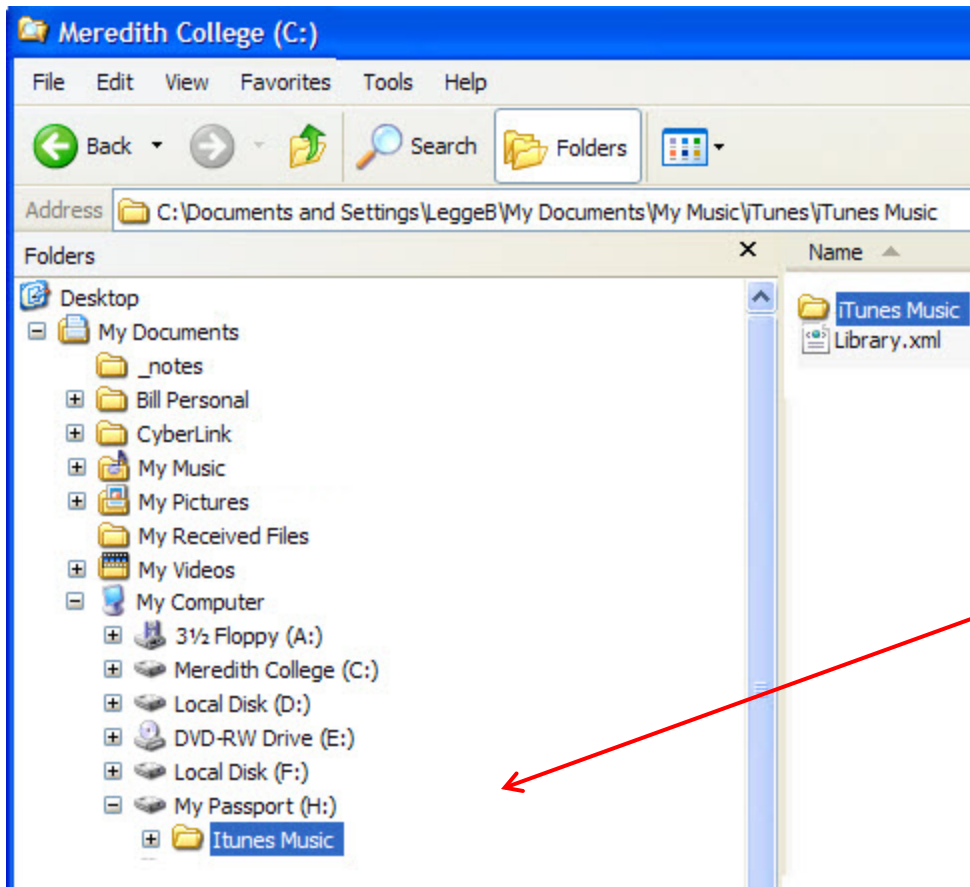 Meredith College (C:)
File Edit View Favorites Tools Help
Back Search Folders
Address C:\Documents and Settings\LeggeB\My Documents\My Music\iTunes\iTunes Music
Folders
Desktop
My Documents
_notes
Bill Personal
CyberLink
My Music
My Pictures
My Received Files
My Videos
My Computer
3½ Floppy (A:)
Meredith College (C:)
Local Disk (D:)
DVD-RW Drive (E:)
Local Disk (F:)
My Passport (H:)
Itunes Music
Name
iTunes Music
Library.xml